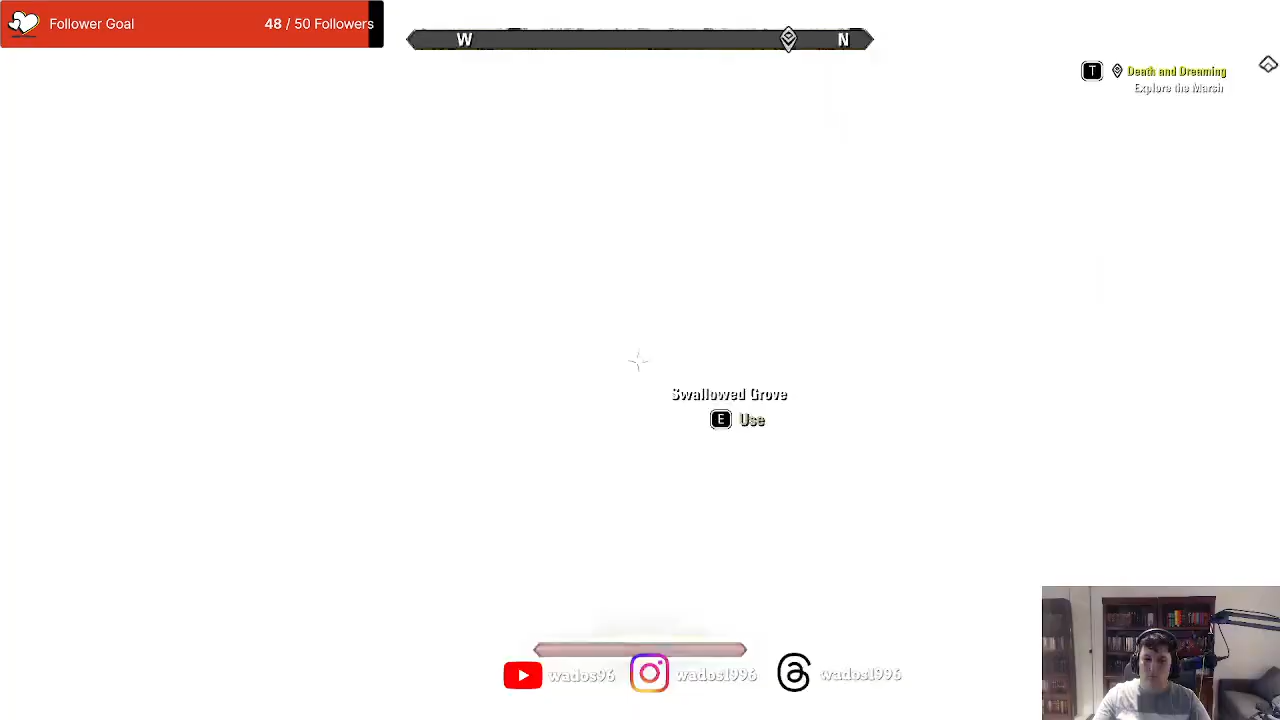 Follower Goal 48 / 50 Followers
W N
T Death and Dreaming
Explore the Marsh
Swallowed Grove
E Use
wados96 wados1996 wados1996